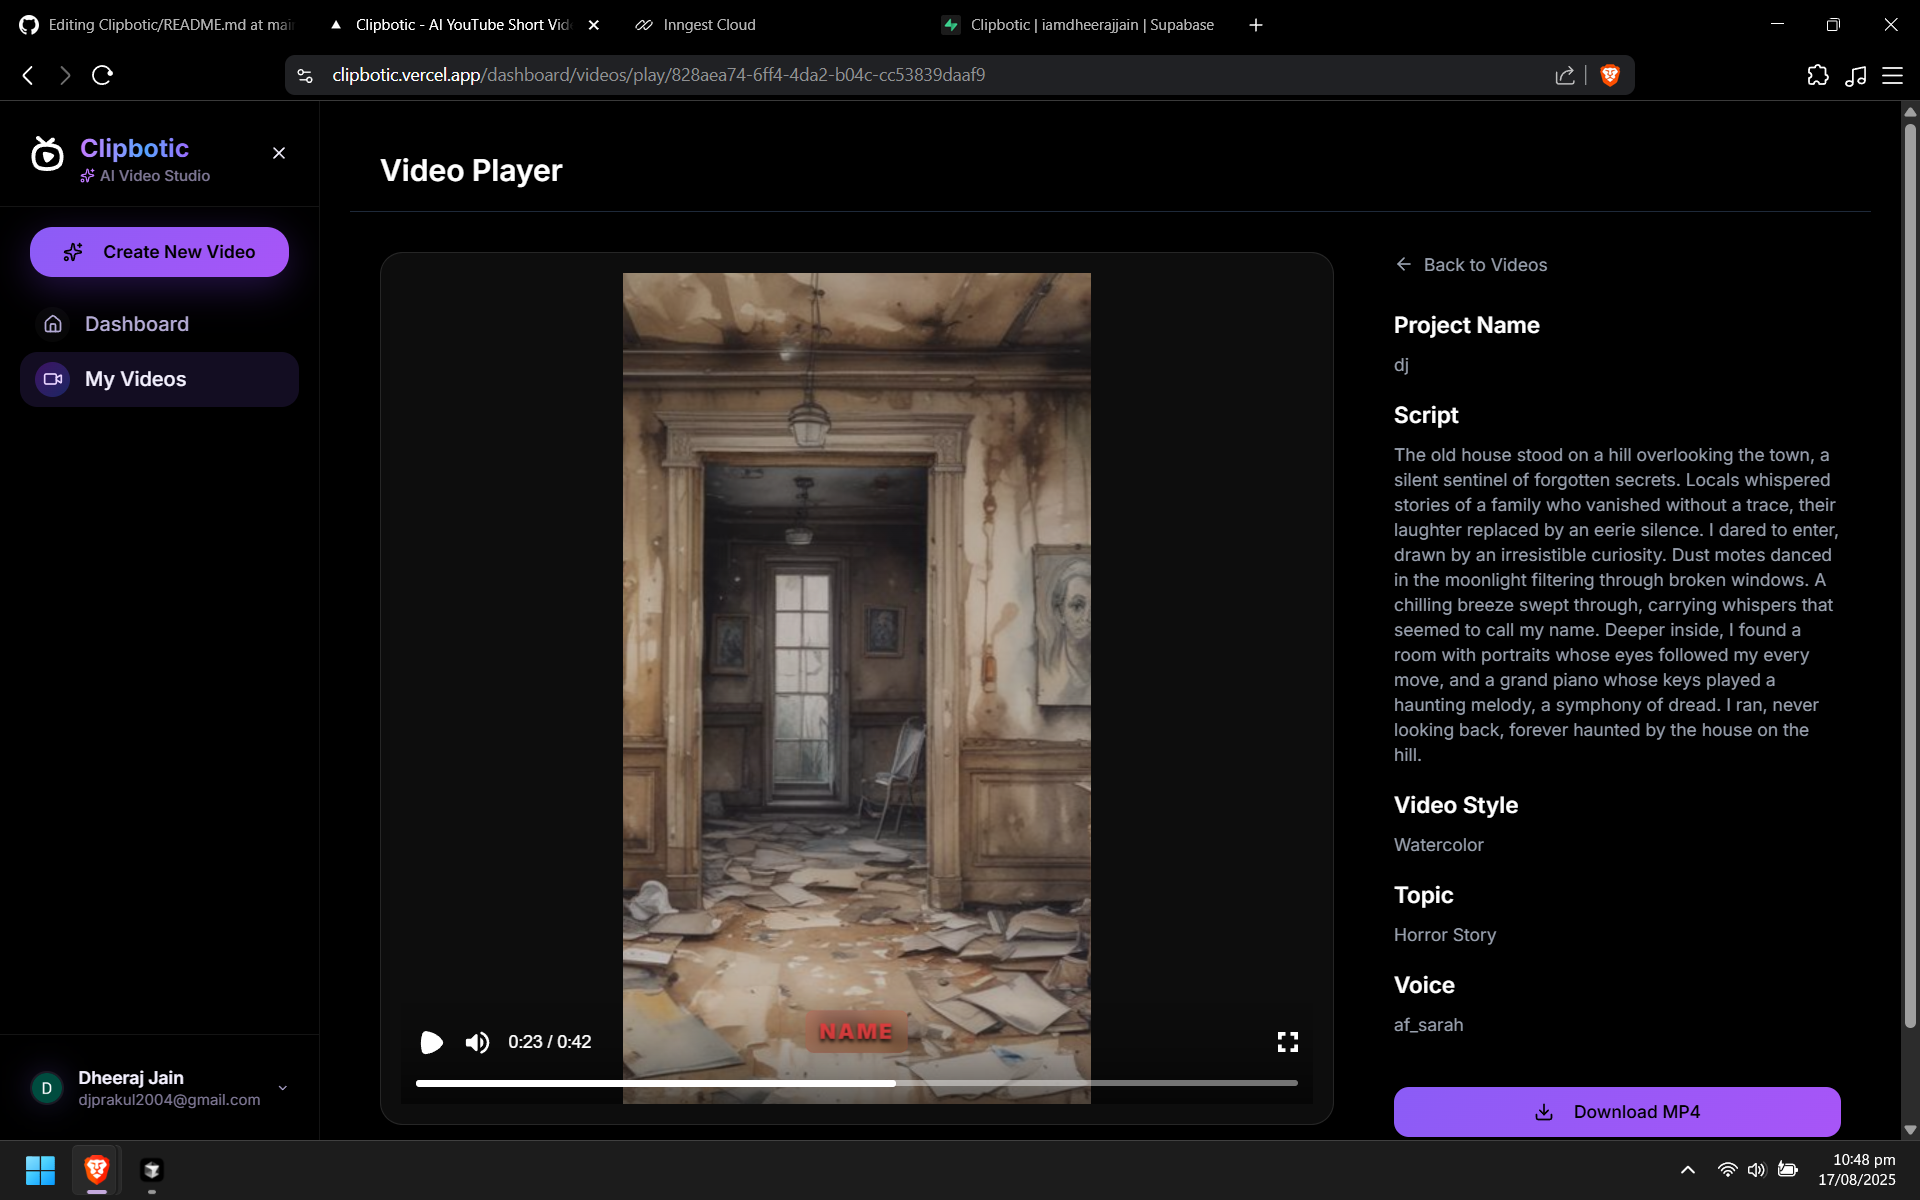 Editing Clipbotic/README.md at mai
Clipbotic - AI YouTube Short Vid
Inngest Cloud
Clipbotic | iamdheerajjain | Supabase
clipbotic.vercel.app/dashboard/videos/play/828aea74-6ff4-4da2-b04c-cc53839daaf9
Clipbotic
AI Video Studio
Create New Video
Dashboard
My Videos
D
Dheeraj Jain
djprakul2004@gmail.com
Video Player
NAME
0:23 / 0:42
Back to Videos
Project Name
dj
Script
The old house stood on a hill overlooking the town, a
silent sentinel of forgotten secrets. Locals whispered
stories of a family who vanished without a trace, their
laughter replaced by an eerie silence. I dared to enter,
drawn by an irresistible curiosity. Dust motes danced
in the moonlight filtering through broken windows. A
chilling breeze swept through, carrying whispers that
seemed to call my name. Deeper inside, I found a
room with portraits whose eyes followed my every
move, and a grand piano whose keys played a
haunting melody, a symphony of dread. I ran, never
looking back, forever haunted by the house on the
hill.
Video Style
Watercolor
Topic
Horror Story
Voice
af_sarah
Download MP4
10:48 pm
17/08/2025